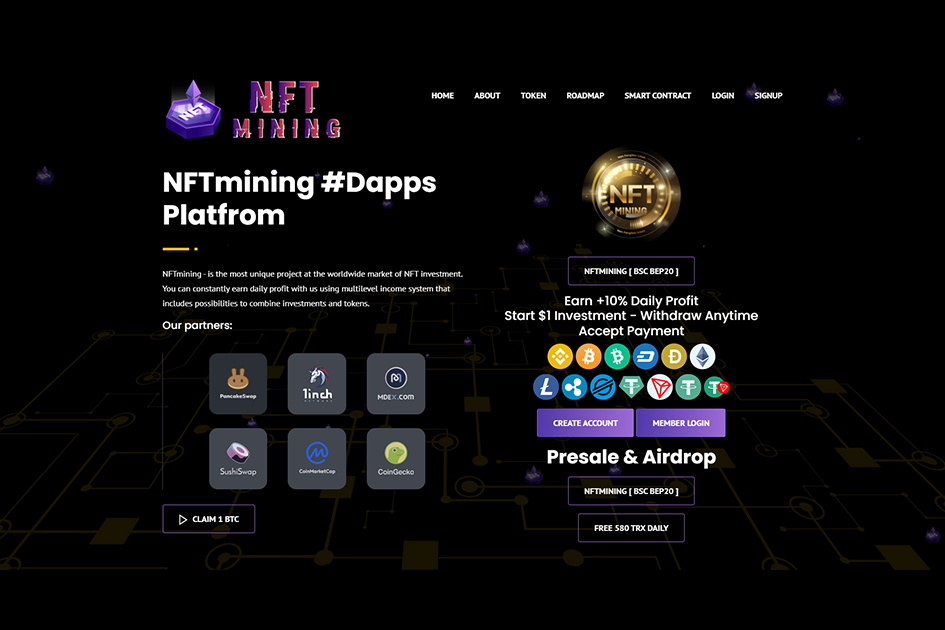 NFT
NFT
MINING
HOME
ABOUT
TOKEN
ROADMAP
SMART CONTRACT
LOGIN
SIGNUP
NFTmining #Dapps
Platfrom
NFTmining - is the most unique project at the worldwide market of NFT investment.
You can constantly earn daily profit with us using multilevel income system that
includes possibilities to combine investments and tokens.
Our partners:
PancakeSwap
1inch
NETWORK
MDEX.COM
SushiSwap
CoinMarketCap
CoinGecko
CLAIM 1 BTC
NFT
MINING
NFTMINING [ BSC BEP20 ]
Earn +10% Daily Profit
Start $1 Investment - Withdraw Anytime
Accept Payment
CREATE ACCOUNT
MEMBER LOGIN
Presale & Airdrop
NFTMINING [ BSC BEP20 ]
FREE 580 TRX DAILY